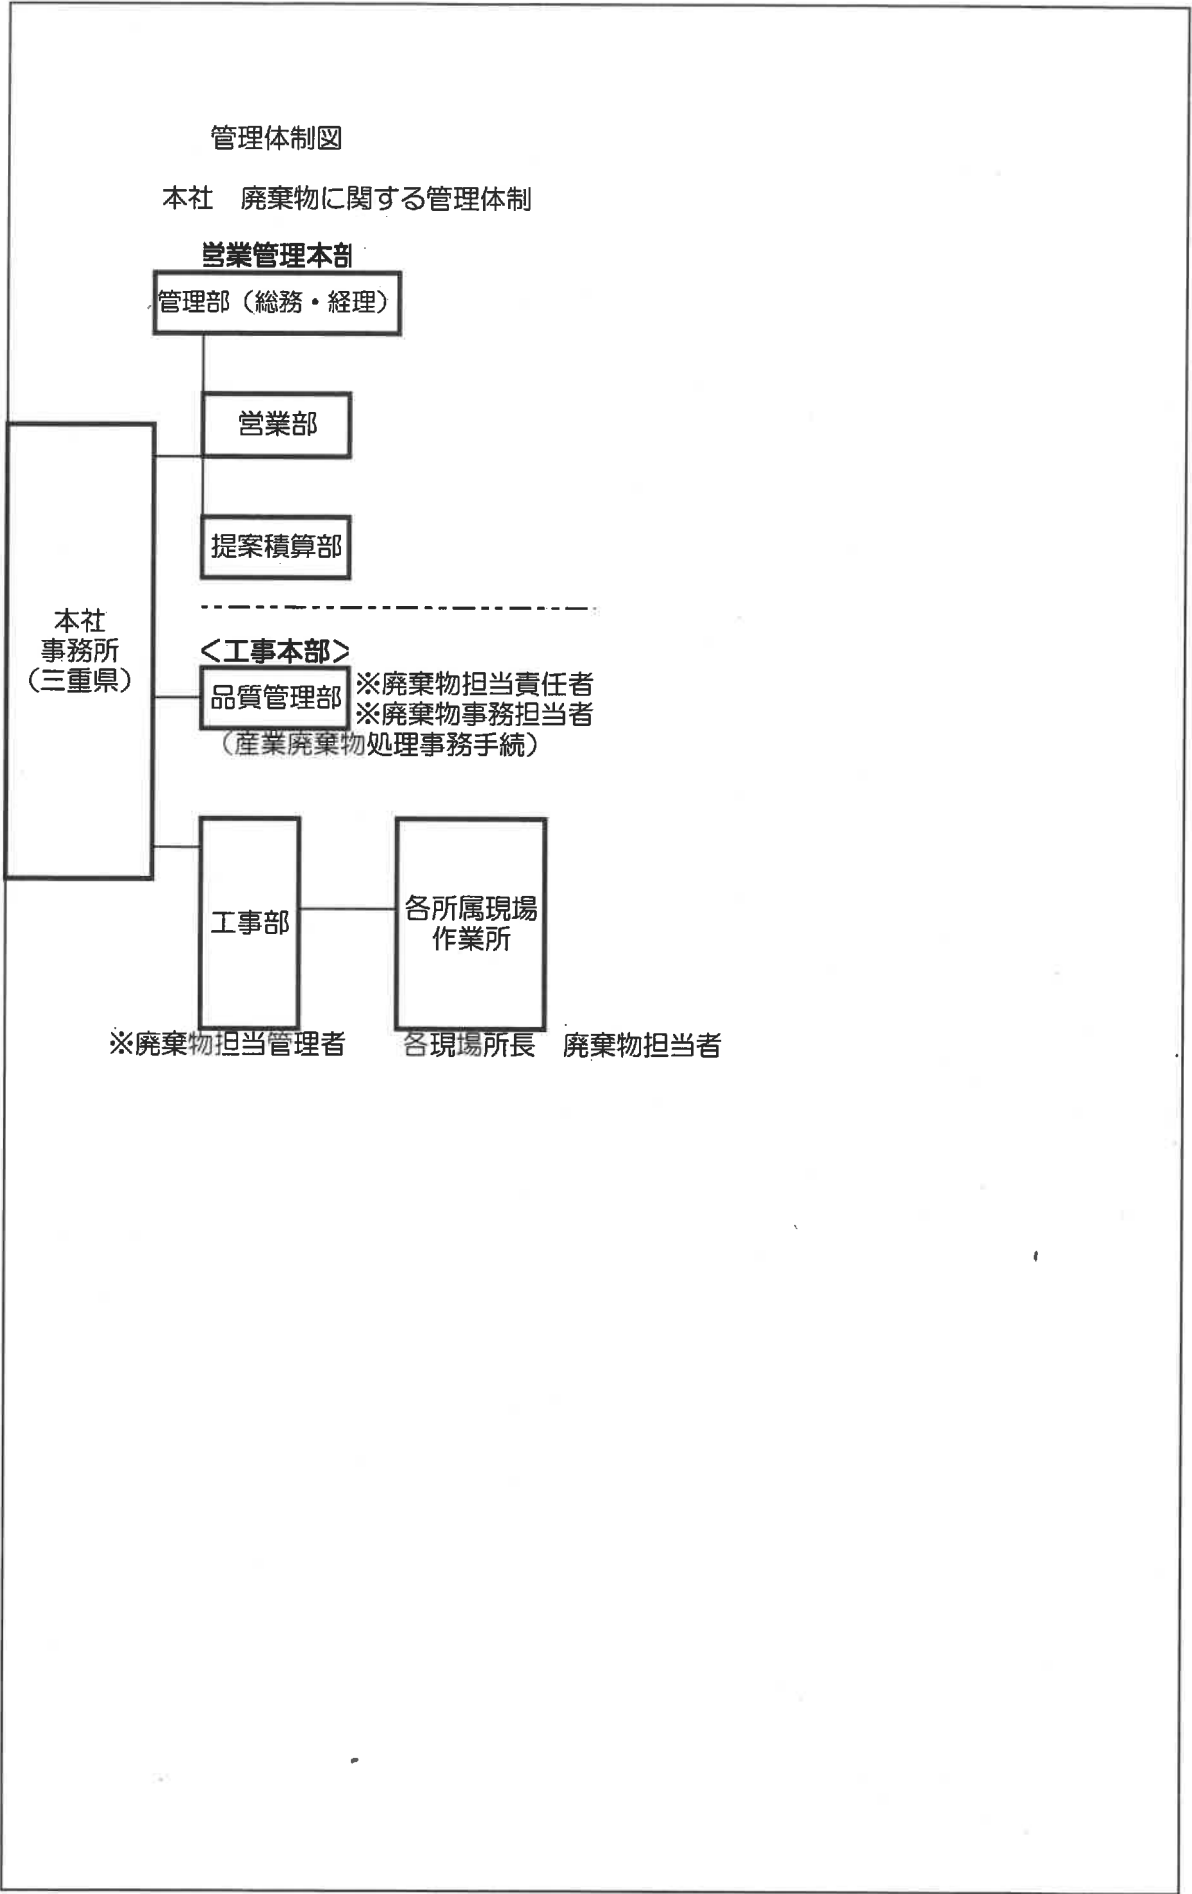 管理体制図
本社　廃棄物に関する管理体制
営業管理本部
管理部（総務・経理）
営業部
提案積算部
本社
事務所
（三重県）
＜工事本部＞
品質管理部
※廃棄物担当責任者
※廃棄物事務担当者
（産業廃棄物処理事務手続）
工事部
各所属現場
作業所
※廃棄物担当管理者
各現場所長　廃棄物担当者